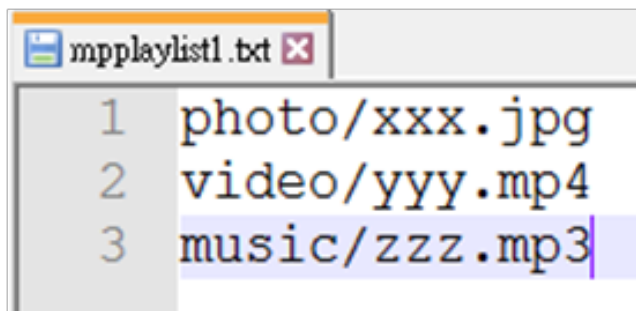 mpplaylist1.txt
1 photo/xxx.jpg
2 video/yyy.mp4
3 music/zzz.mp3